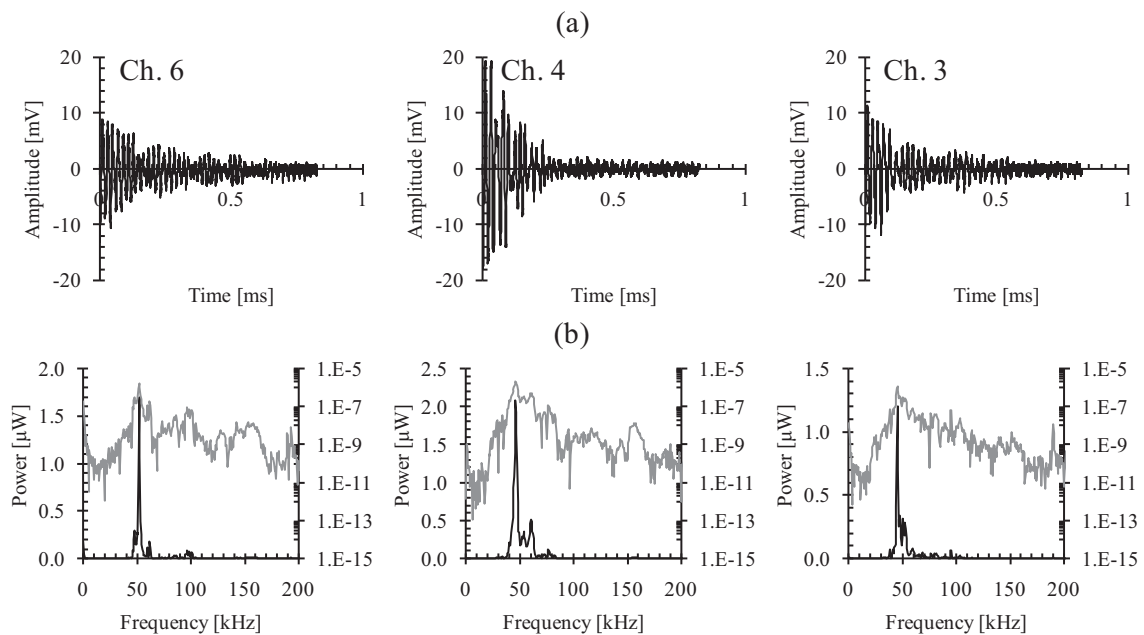 (a)
Ch. 6
Ch. 4
Ch. 3
Amplitude [mV]
20
10
0
-10
-20
0
0.5
1
Time [ms]
Amplitude [mV]
20
10
0
-10
-20
0
0.5
1
Time [ms]
Amplitude [mV]
20
10
0
-10
-20
0
0.5
1
Time [ms]
(b)
Power [µW]
2.0
1.5
1.0
0.5
0.0
1.E-5
1.E-7
1.E-9
1.E-11
1.E-13
1.E-15
0 50 100 150 200
Frequency [kHz]
Power [µW]
2.5
2.0
1.5
1.0
0.5
0.0
1.E-5
1.E-7
1.E-9
1.E-11
1.E-13
1.E-15
0 50 100 150 200
Frequency [kHz]
Power [µW]
1.5
1.0
0.5
0.0
1.E-5
1.E-7
1.E-9
1.E-11
1.E-13
1.E-15
0 50 100 150 200
Frequency [kHz]